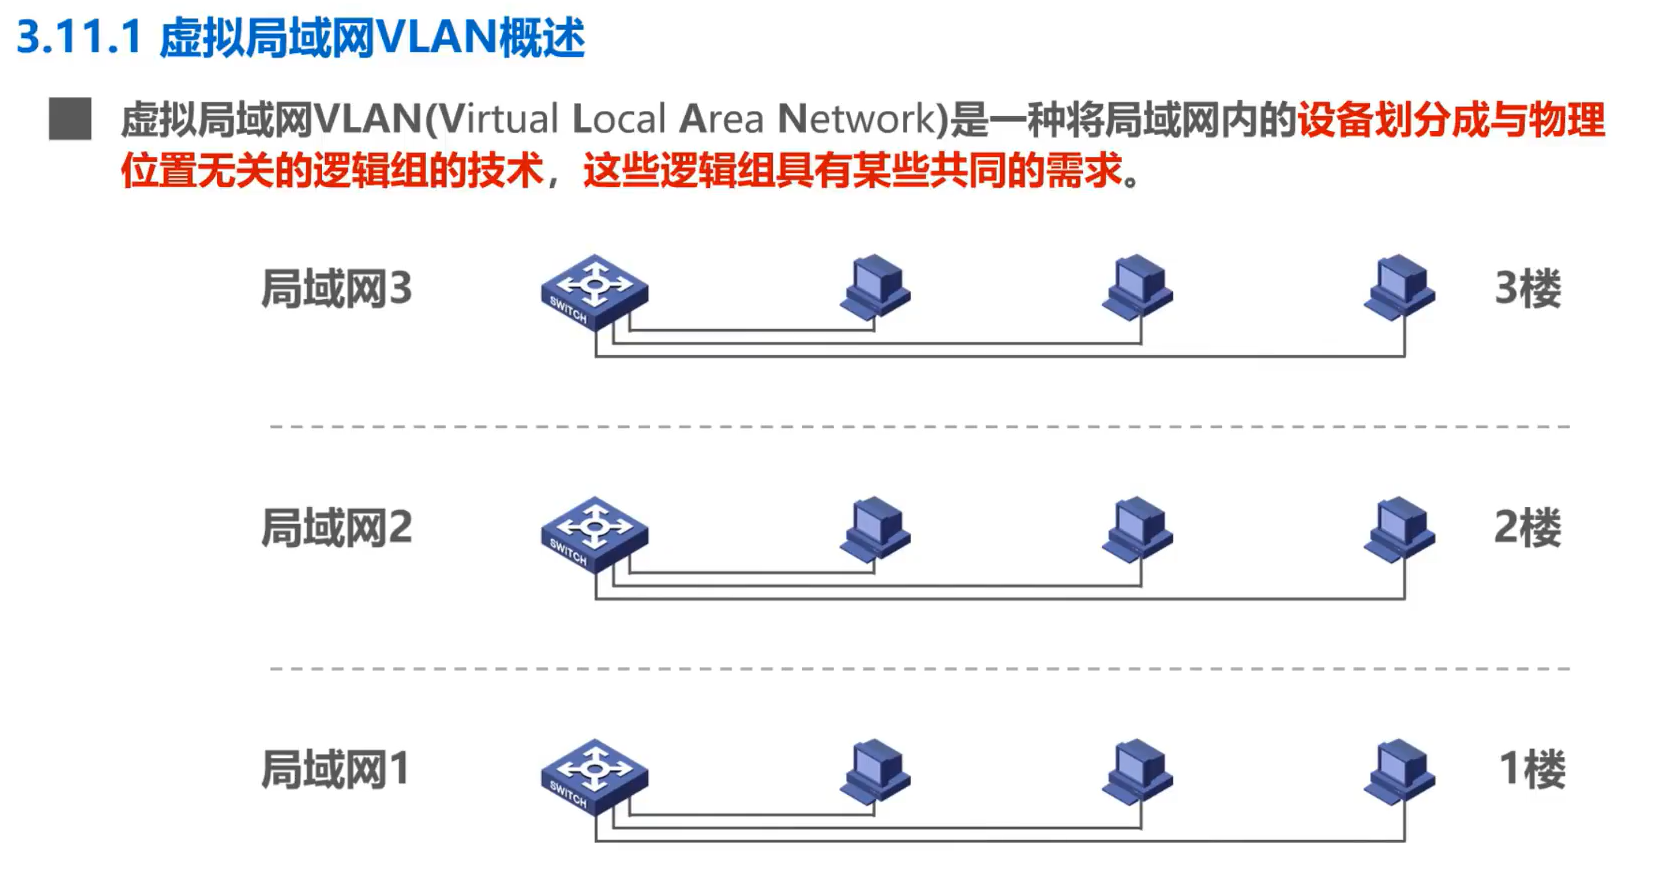 3.11.1 虚拟局域网VLAN概述
虚拟局域网VLAN(Virtual Local Area Network)是一种将局域网内的设备划分成与物理
位置无关的逻辑组的技术，这些逻辑组具有某些共同的需求。
局域网3
SWITCH
3楼
局域网2
SWITCH
2楼
局域网1
SWITCH
1楼